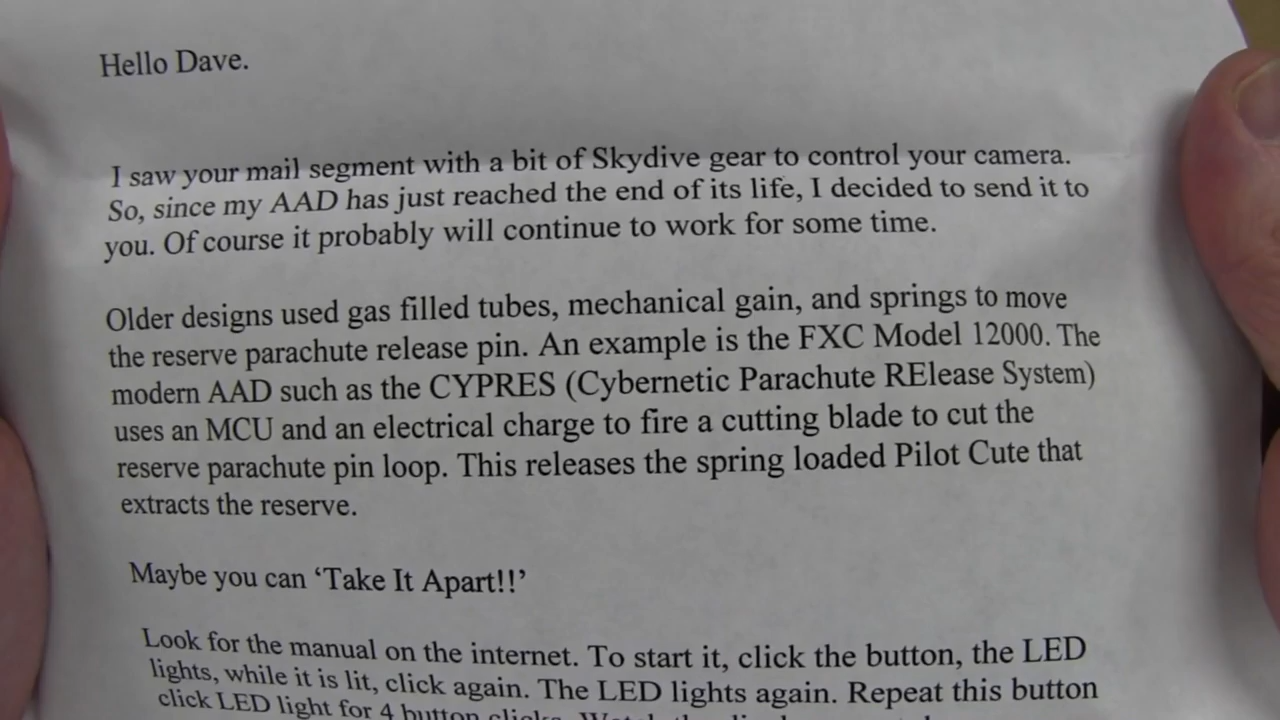 Hello Dave.
I saw your mail segment with a bit of Skydive gear to control your camera.
So, since my AAD has just reached the end of its life, I decided to send it to
you. Of course it probably will continue to work for some time.
Older designs used gas filled tubes, mechanical gain, and springs to move
the reserve parachute release pin. An example is the FXC Model 12000. The
modern AAD such as the CYPRES (Cybernetic Parachute RElease System)
uses an MCU and an electrical charge to fire a cutting blade to cut the
reserve parachute pin loop. This releases the spring loaded Pilot Cute that
extracts the reserve.
Maybe you can ‘Take It Apart!!’
Look for the manual on the internet. To start it, click the button, the LED
lights, while it is lit, click again. The LED lights again. Repeat this button
click LED light for 4 button clicks.